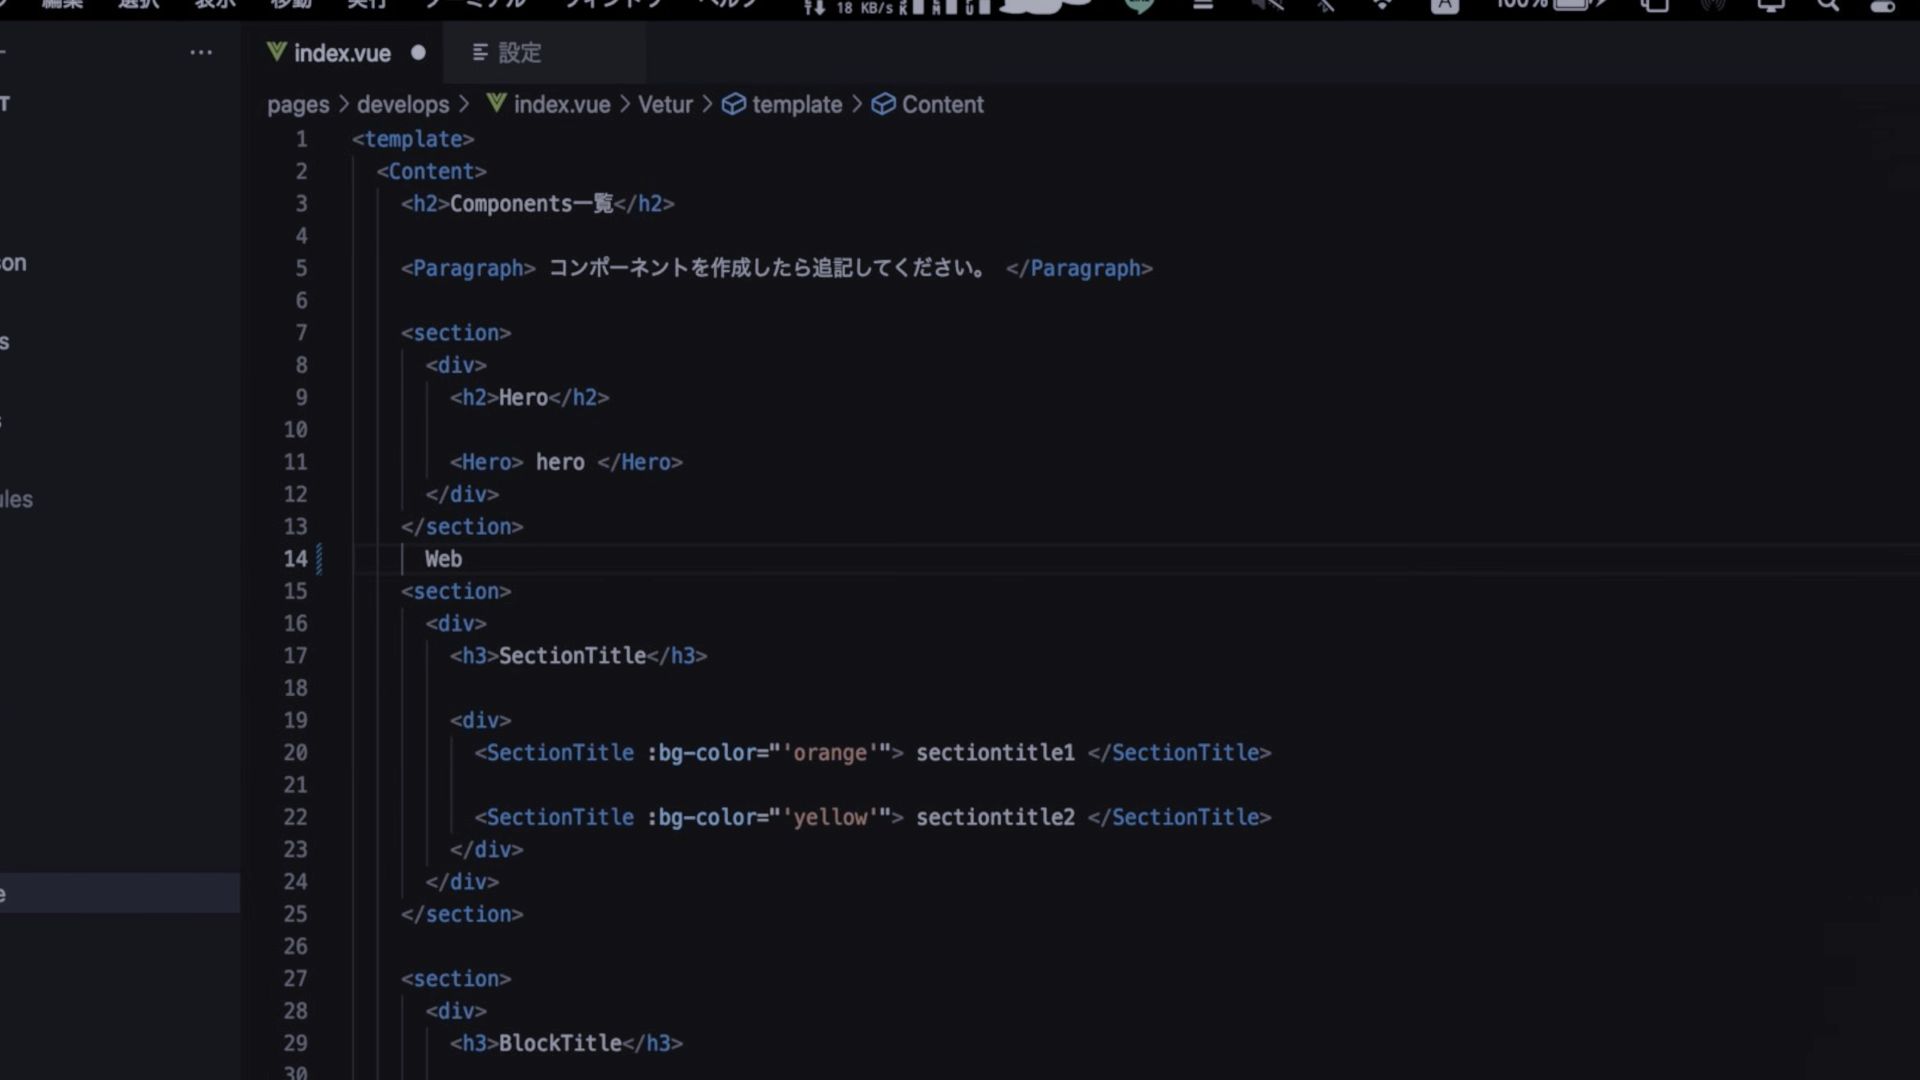 編集 選択 表示 移動 実行 ターミナル ウィンドウ ヘルプ 18 KB/s 100%
index.vue 設定
pages > develops > index.vue > Vetur > template > Content
1 <template>
2 <Content>
3 <h2>Components一覧</h2>
4
5 <Paragraph> コンポーネントを作成したら追記してください。 </Paragraph>
6
7 <section>
8 <div>
9 <h2>Hero</h2>
10
11 <Hero> hero </Hero>
12 </div>
13 </section>
14 Web
15 <section>
16 <div>
17 <h3>SectionTitle</h3>
18
19 <div>
20 <SectionTitle :bg-color="'orange'"> sectiontitle1 </SectionTitle>
21
22 <SectionTitle :bg-color="'yellow'"> sectiontitle2 </SectionTitle>
23 </div>
24 </div>
25 </section>
26
27 <section>
28 <div>
29 <h3>BlockTitle</h3>
30